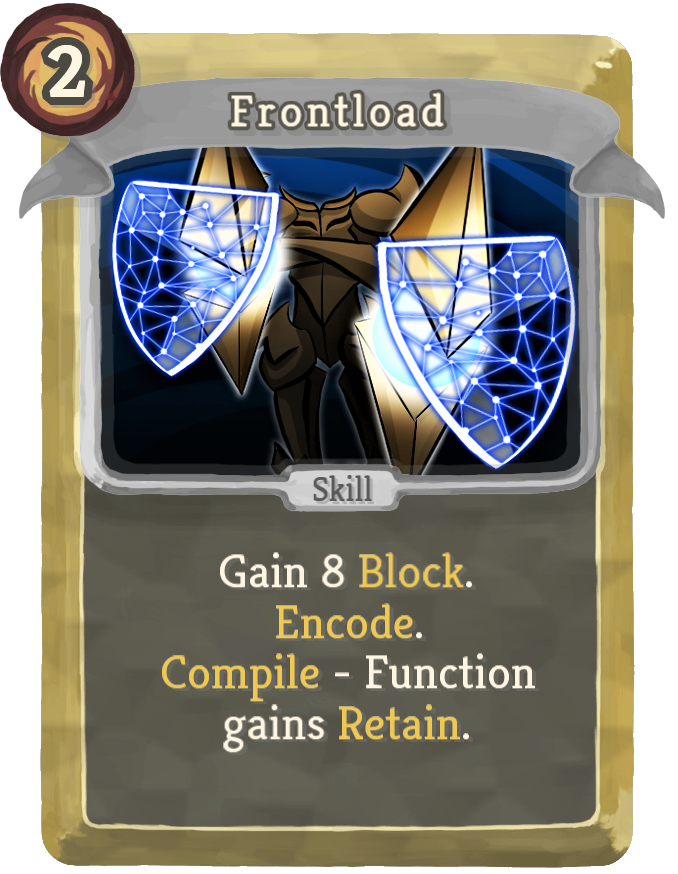 2
Frontload
Skill
Gain 8 Block.
Encode.
Compile - Function
gains Retain.